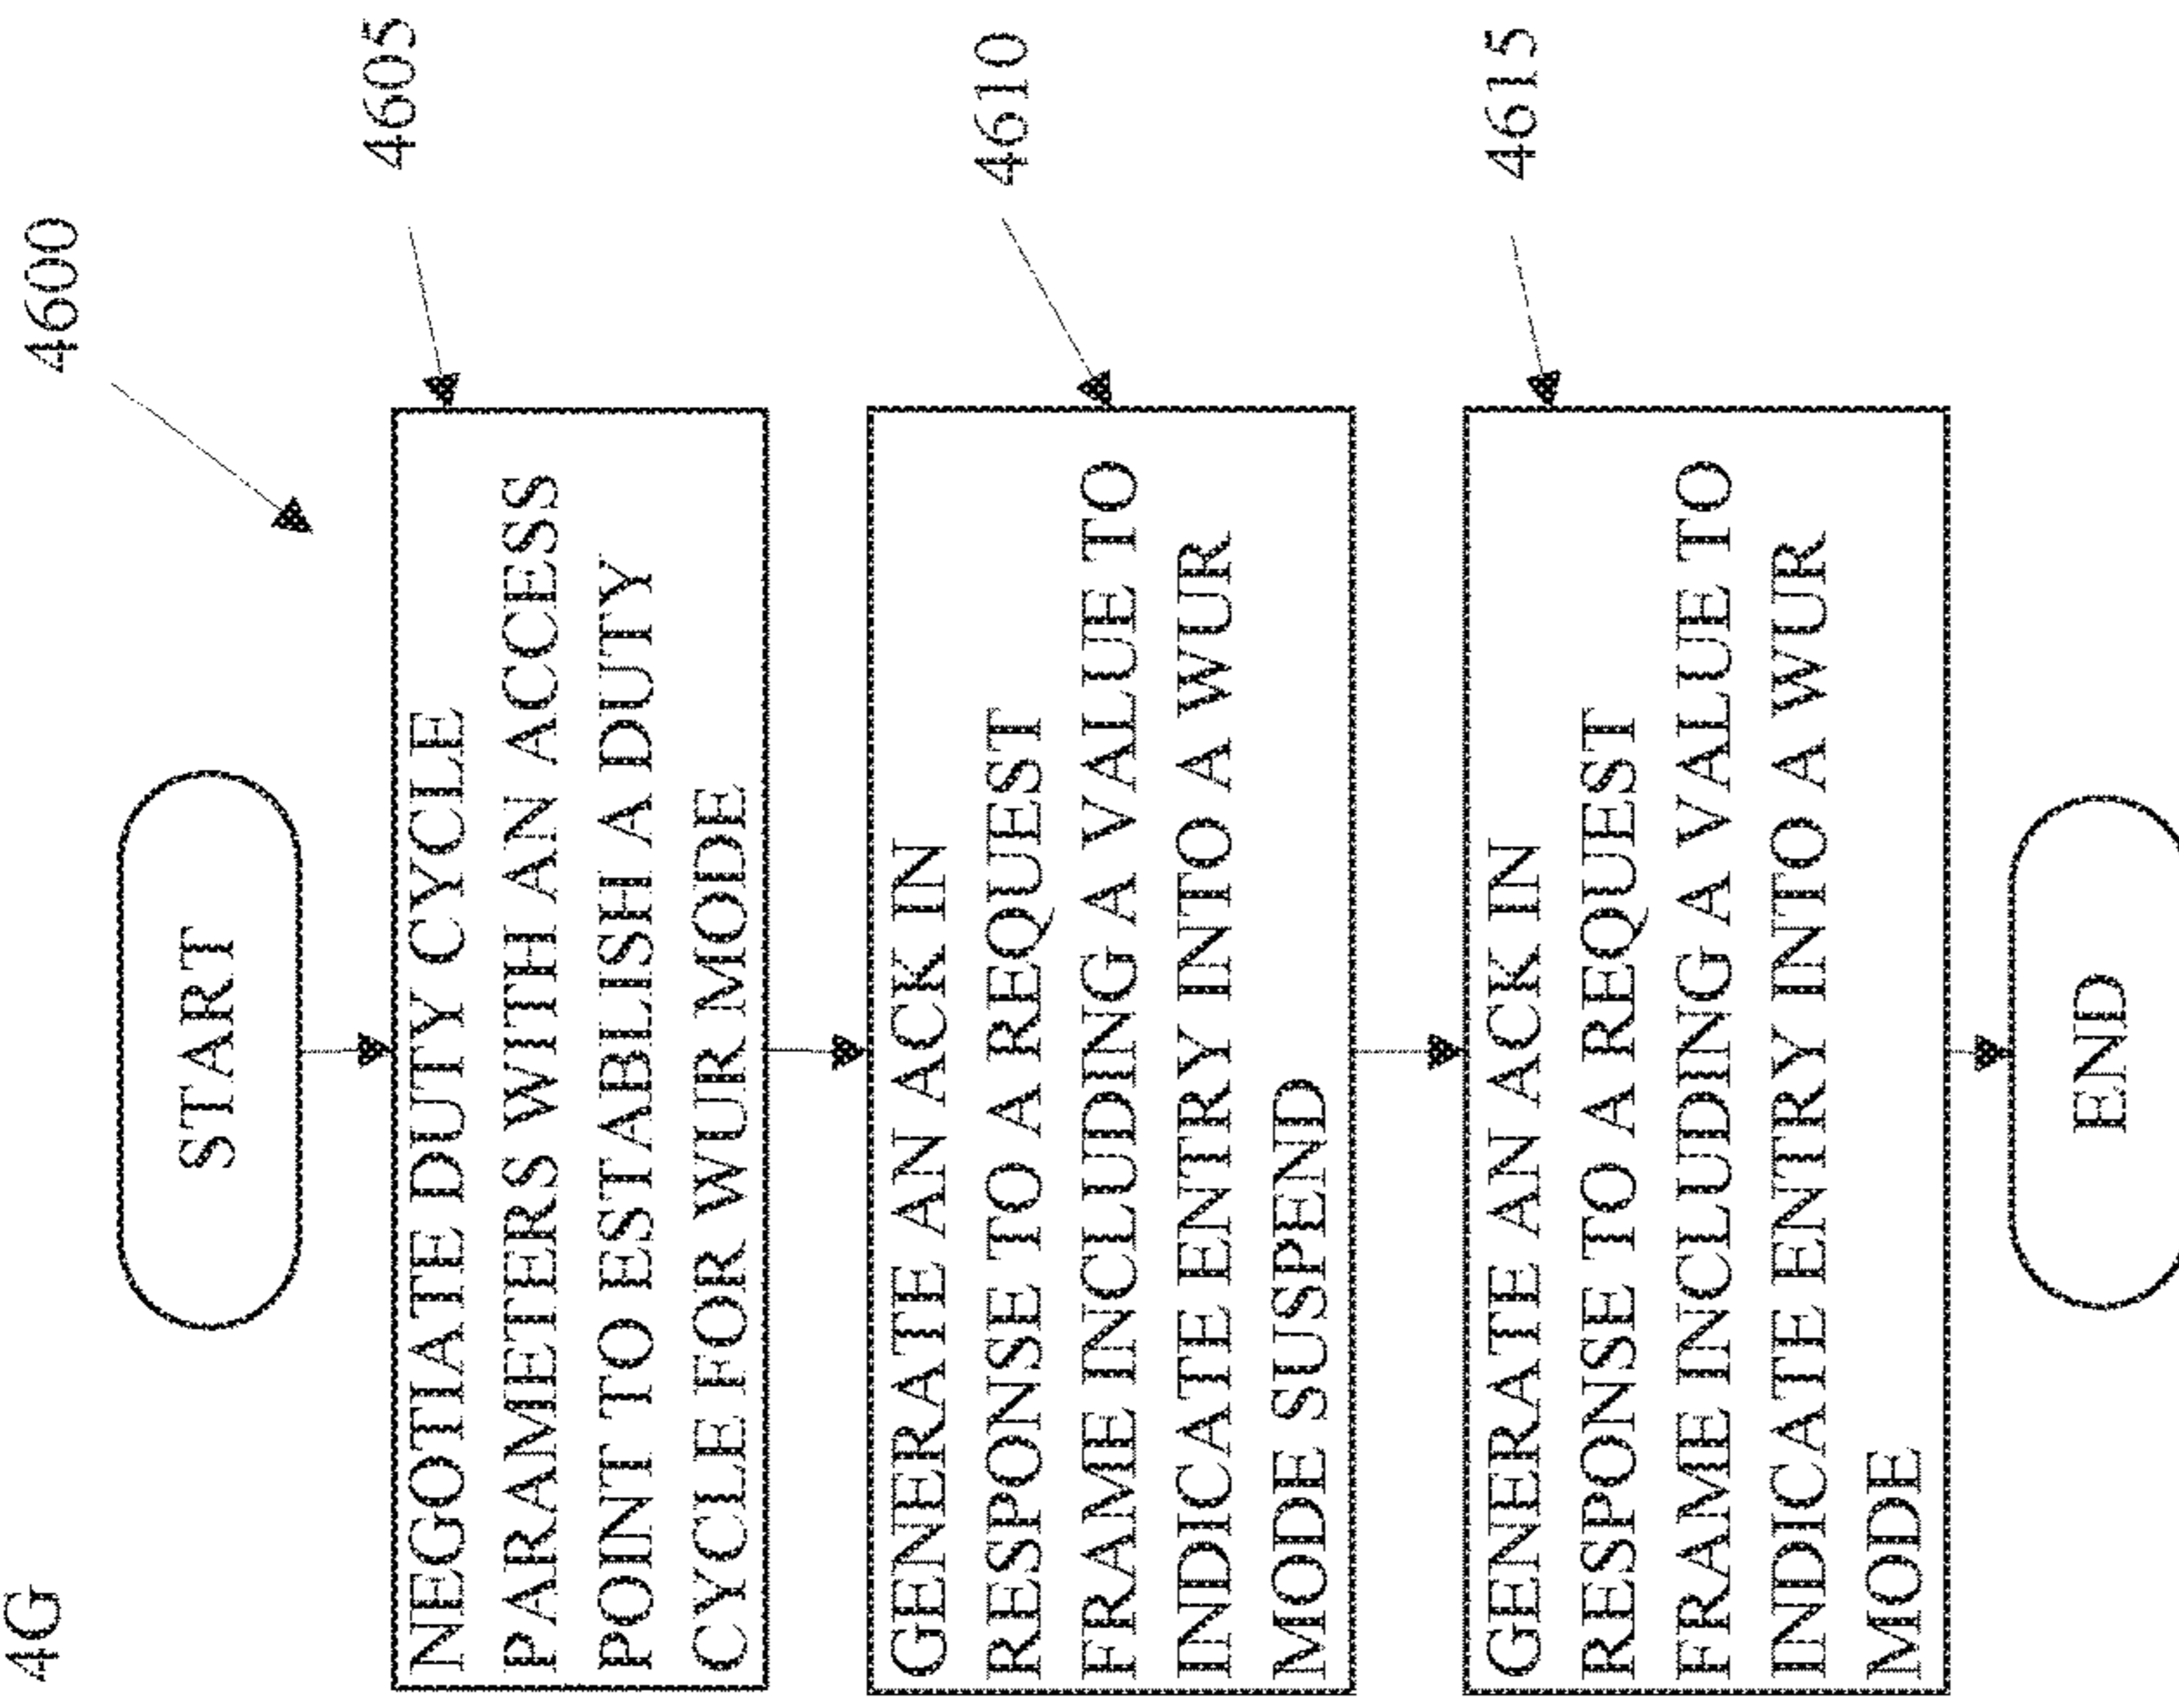 4G
4600
START
4605
NEGOTIATE DUTY CYCLE
PARAMETERS WITH AN ACCESS
POINT TO ESTABLISH A DUTY
CYCLE FOR WUR MODE
4610
GENERATE AN ACK IN
RESPONSE TO A REQUEST
FRAME INCLUDING A VALUE TO
INDICATE ENTRY INTO A WUR
MODE SUSPEND
4615
GENERATE AN ACK IN
RESPONSE TO A REQUEST
FRAME INCLUDING A VALUE TO
INDICATE ENTRY INTO A WUR
MODE
END